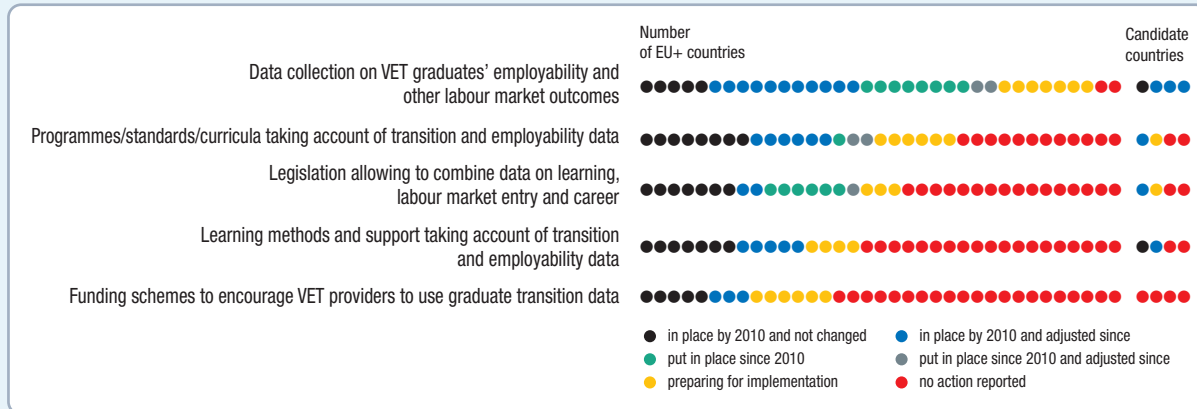 Number
of EU+ countries
Candidate
countries
Data collection on VET graduates’ employability and
other labour market outcomes
Programmes/standards/curricula taking account of transition and employability data
Legislation allowing to combine data on learning,
labour market entry and career
Learning methods and support taking account of transition
and employability data
Funding schemes to encourage VET providers to use graduate transition data
in place by 2010 and not changed
in place by 2010 and adjusted since
put in place since 2010
put in place since 2010 and adjusted since
preparing for implementation
no action reported